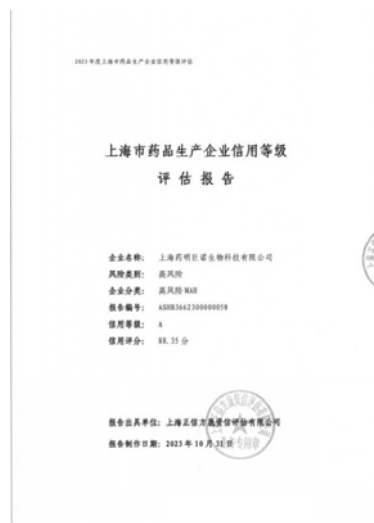 2023年度上海市药品生产企业信用等级评估
上海市药品生产企业信用等级
评估报告
企业名称： 上海药明巨诺生物科技有限公司
风险类别： 高风险
企业分类： 高风险MAH
报告编号： ASHB3662300000058
信用等级： A
信用评分： 88.35分
报告出具单位：上海正信方晟资信评估有限公司
报告制作日期：2023年10月31日